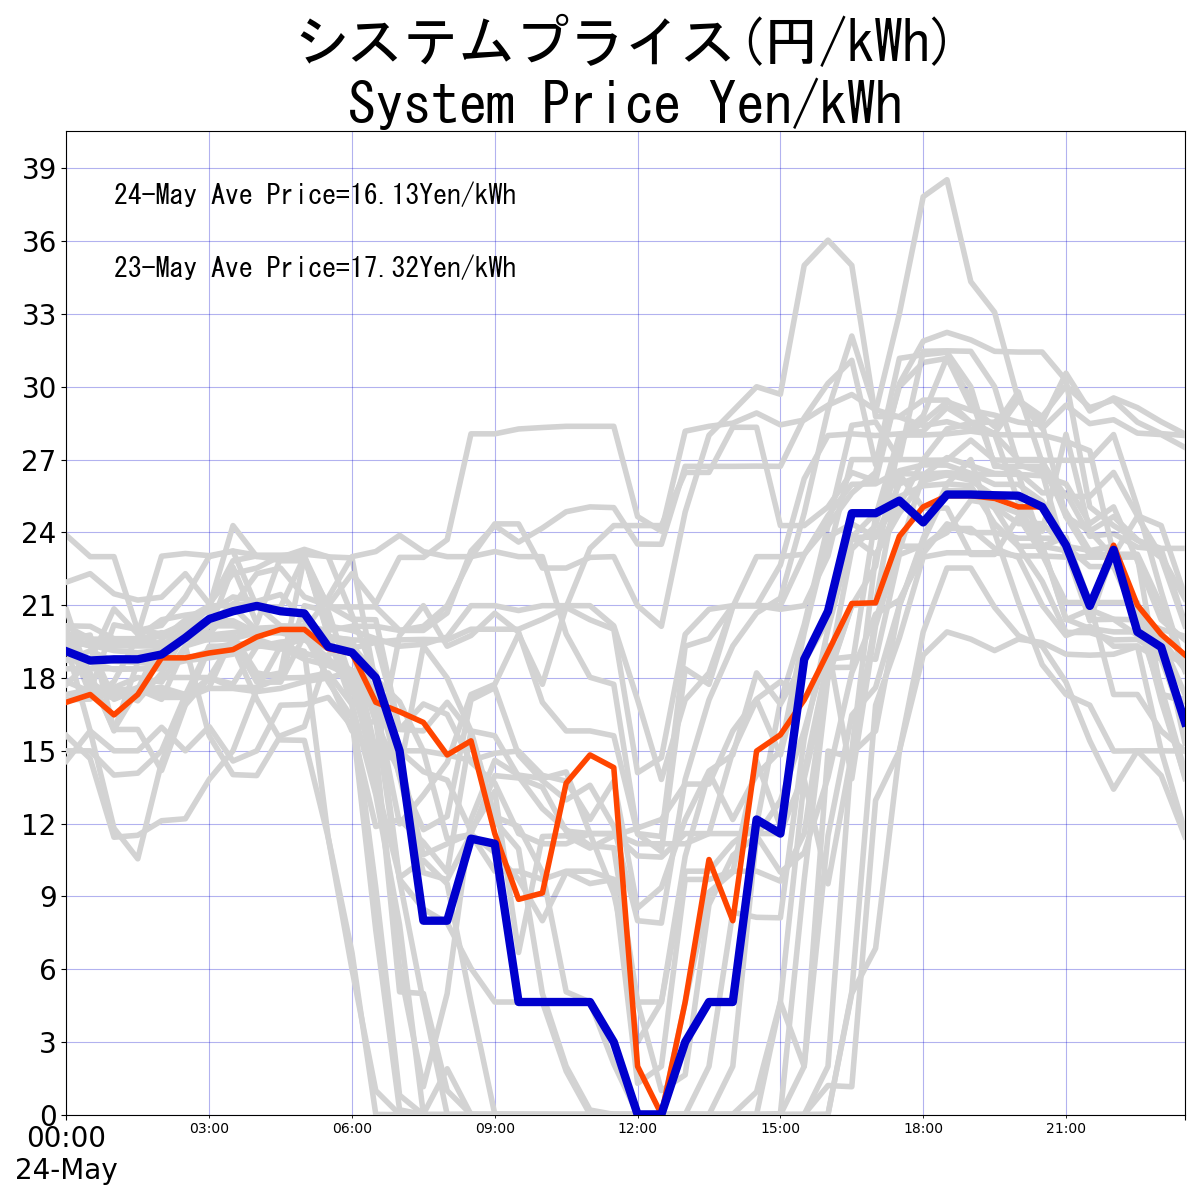 システムプライス(円/kWh)
System Price Yen/kWh
39
24-May Ave Price=16.13Yen/kWh
36
23-May Ave Price=17.32Yen/kWh
33
30
27
24
21
18
15
12
9
6
3
0
00:00 03:00 06:00 09:00 12:00 15:00 18:00 21:00
24-May